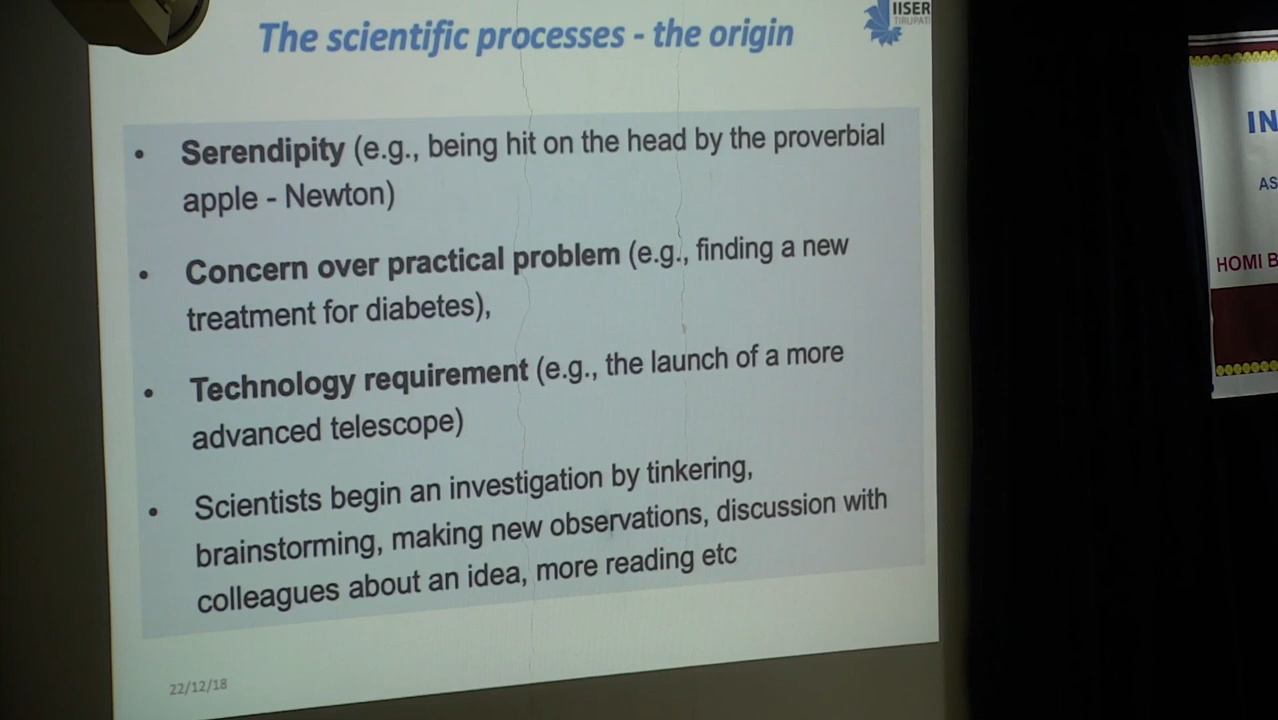 The scientific processes - the origin
IISER
TIRUPATI
• Serendipity (e.g., being hit on the head by the proverbial
apple - Newton)
• Concern over practical problem (e.g., finding a new
treatment for diabetes),
• Technology requirement (e.g., the launch of a more
advanced telescope)
• Scientists begin an investigation by tinkering,
brainstorming, making new observations, discussion with
colleagues about an idea, more reading etc
22/12/18
IN
AS
HOMI B